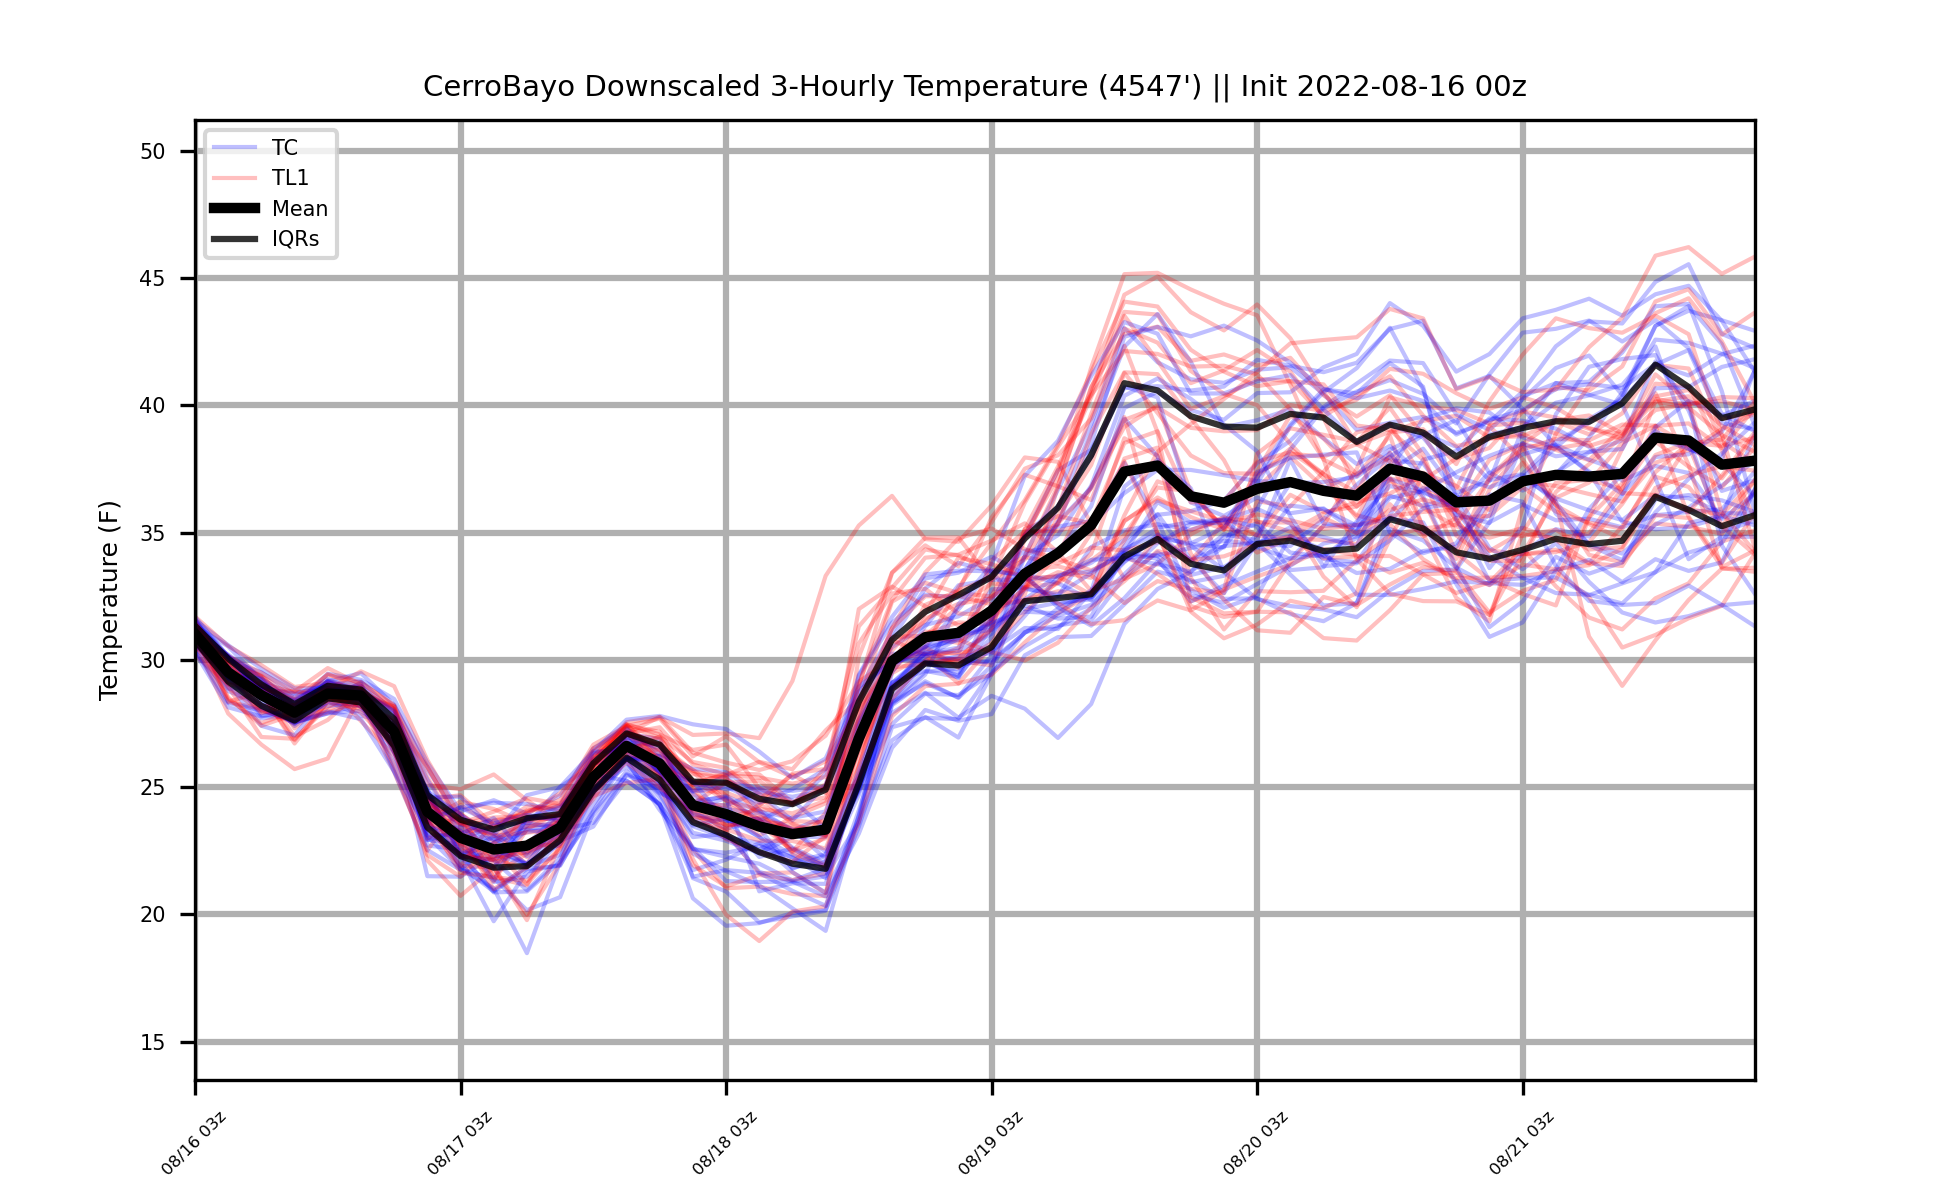 CerroBayo Downscaled 3-Hourly Temperature (4547') || Init 2022-08-16 00z
TC
TL1
Mean
IQRs
Temperature (F)
50
45
40
35
30
25
20
15
08/16 03z
08/17 03z
08/18 03z
08/19 03z
08/20 03z
08/21 03z